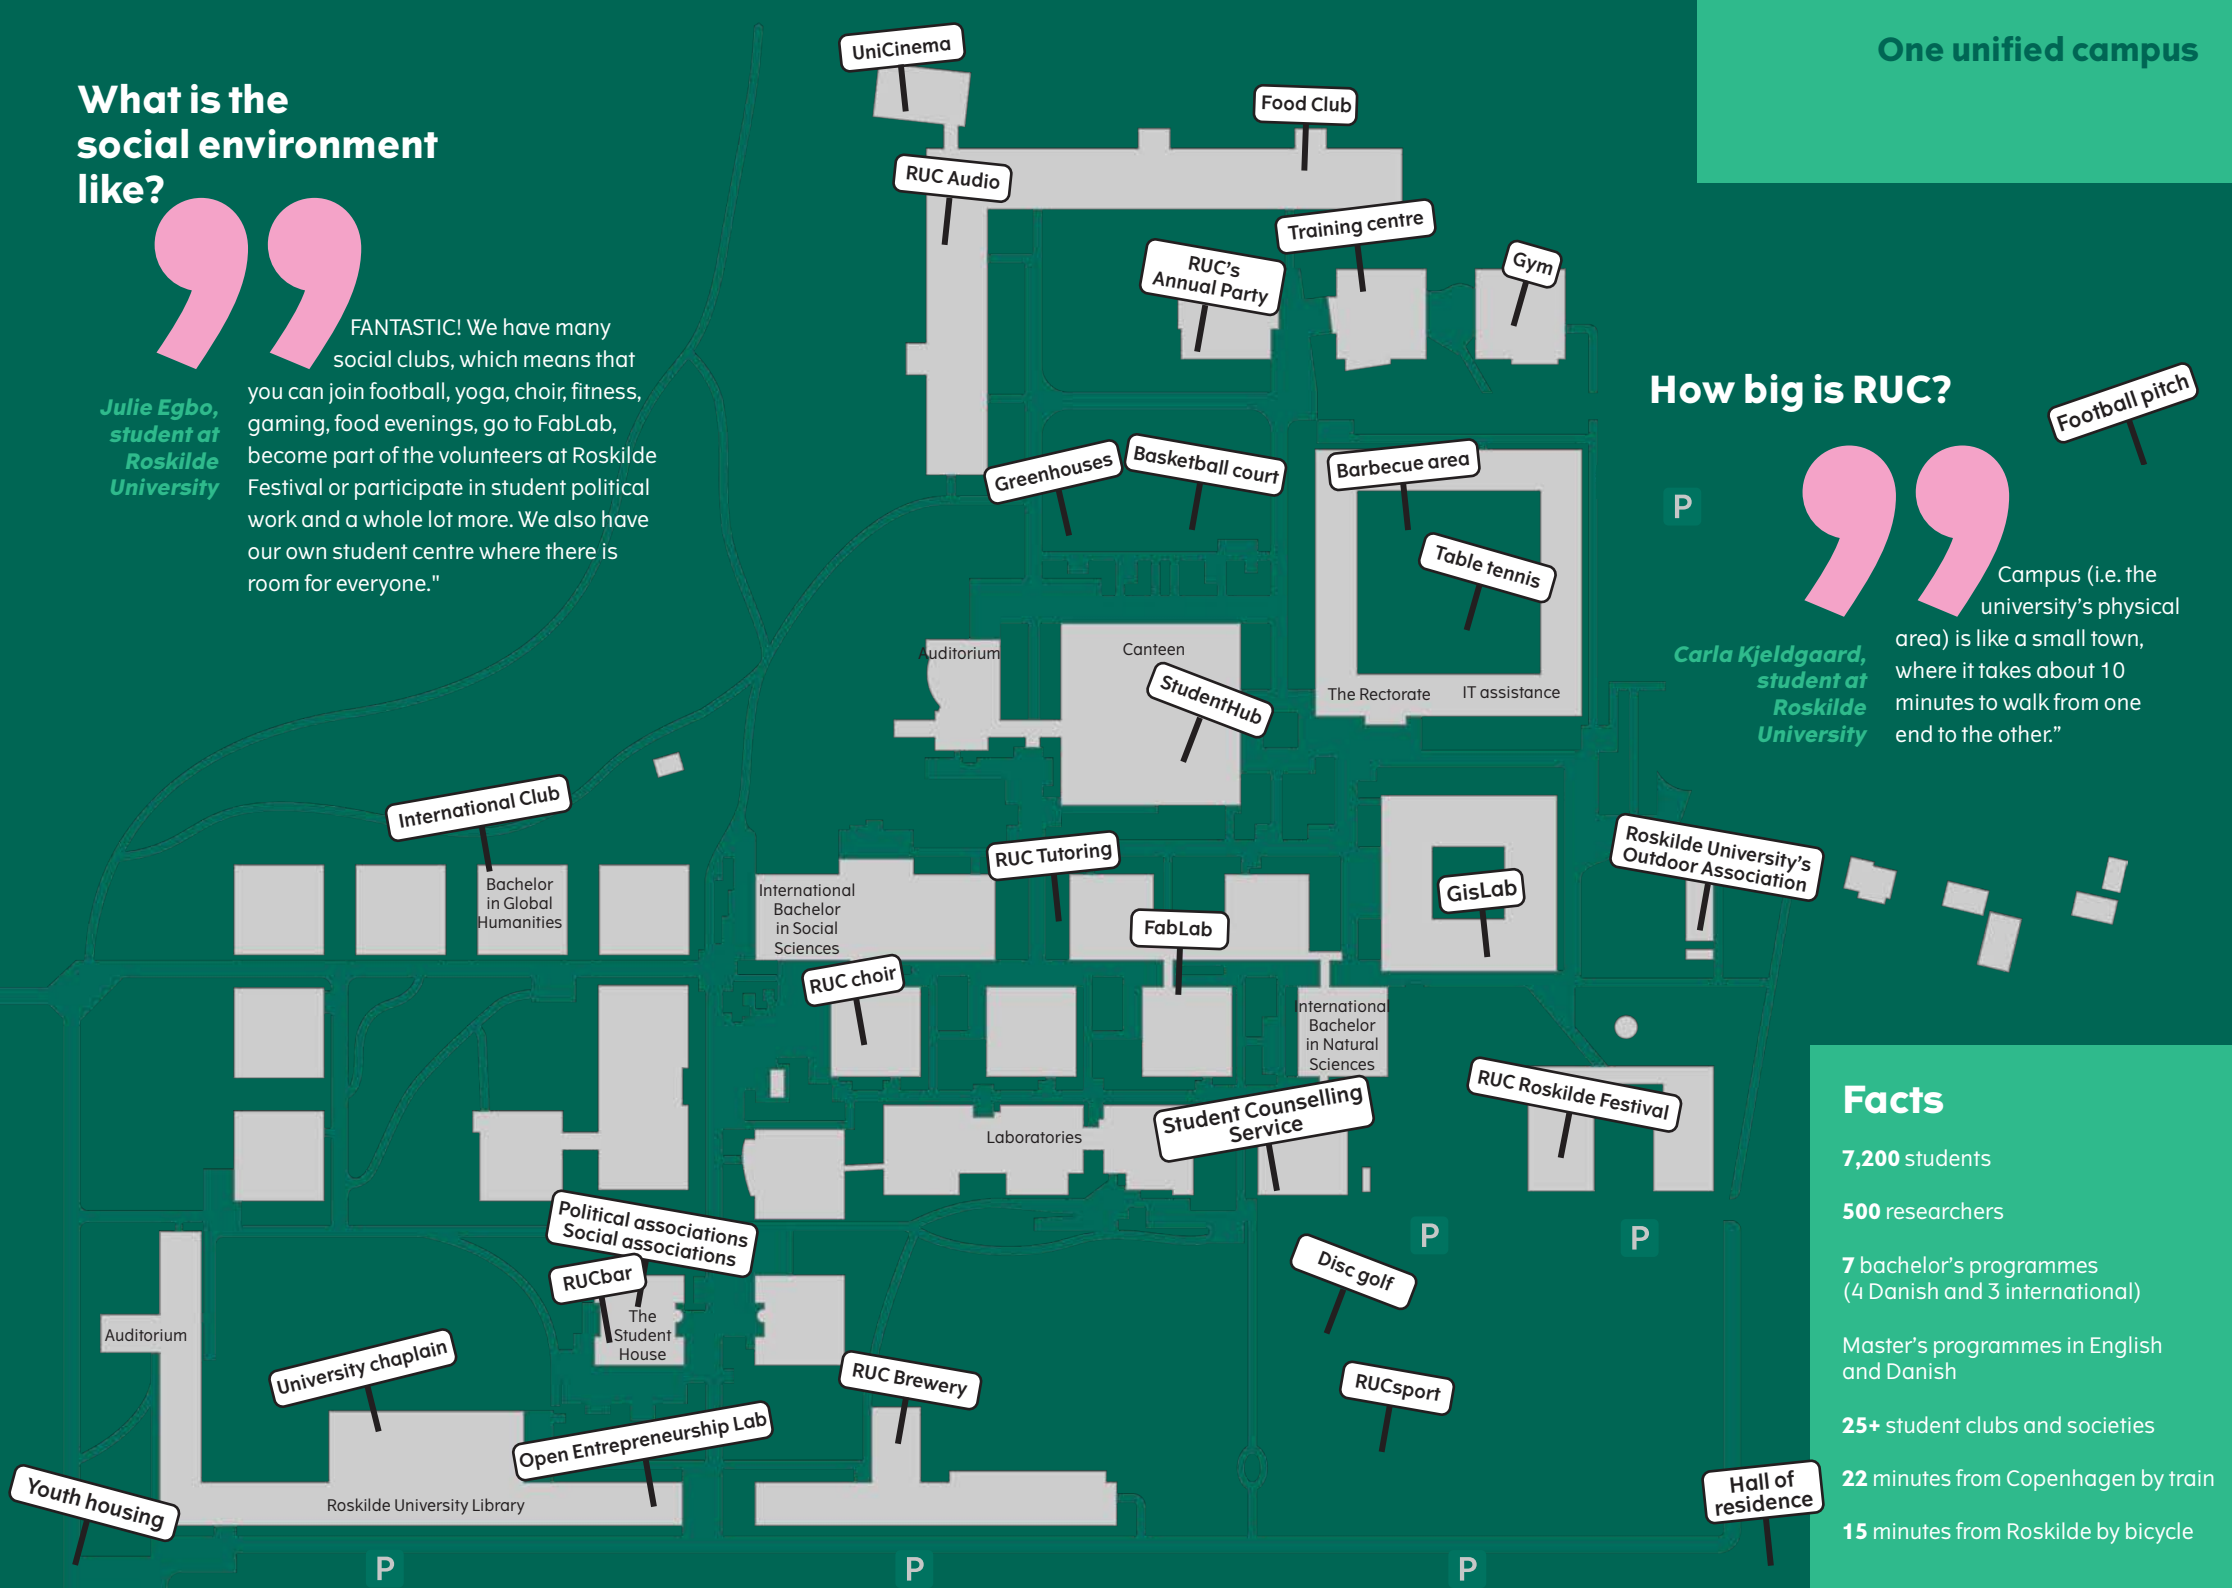 One unified campus
What is the
social environment
like?
FANTASTIC! We have many
social clubs, which means that
you can join football, yoga, choir, fitness,
gaming, food evenings, go to FabLab,
become part of the volunteers at Roskilde
Festival or participate in student political
work and a whole lot more. We also have
our own student centre where there is
room for everyone."
Julie Egbo,
student at
Roskilde
University
UniCinema
Food Club
RUC Audio
Training centre
RUC's
Annual Party
Gym
How big is RUC?
Football pitch
Campus (i.e. the
university's physical
area) is like a small town,
where it takes about 10
minutes to walk from one
end to the other."
Carla Kjeldgaard,
student at
Roskilde
University
P
Greenhouses
Basketball court
Barbecue area
Table tennis
Auditorium
Canteen
StudentHub
The Rectorate
IT assistance
International Club
Bachelor
in Global
Humanities
International
Bachelor
in Social
Sciences
RUC Tutoring
FabLab
GisLab
Roskilde University's
Outdoor Association
RUC choir
International
Bachelor
in Natural
Sciences
Laboratories
Student Counselling
Service
RUC Roskilde Festival
Political associations
Social associations
RUCbar
The
Student
House
P
P
Disc golf
Auditorium
University chaplain
RUC Brewery
RUCsport
Open Entrepreneurship Lab
Roskilde University Library
Youth housing
Hall of
residence
P
P
P
Facts
7,200 students
500 researchers
7 bachelor's programmes
(4 Danish and 3 international)
Master's programmes in English
and Danish
25+ student clubs and societies
22 minutes from Copenhagen by train
15 minutes from Roskilde by bicycle